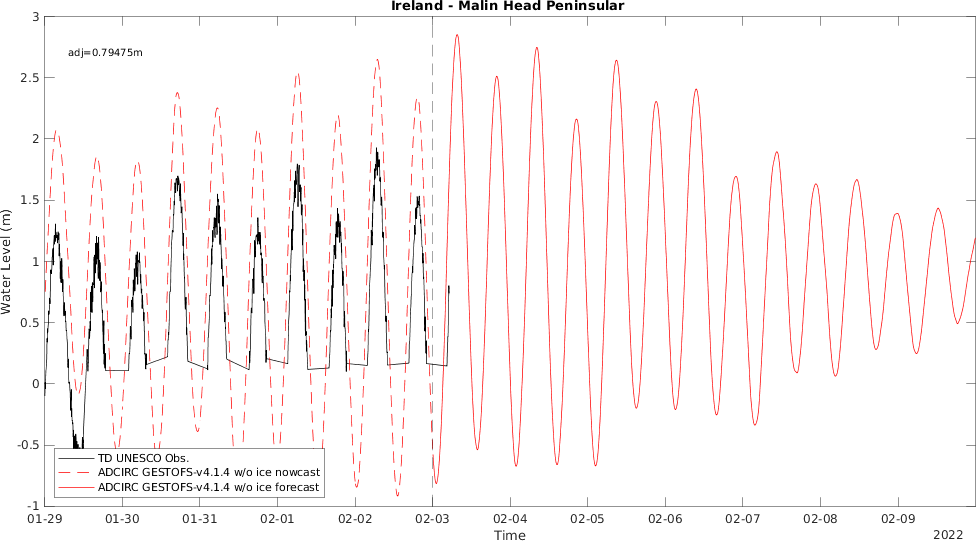 Ireland - Malin Head Peninsular
adj=0.79475m
Water Level (m)
3
2.5
2
1.5
1
0.5
0
-0.5
-1
TD UNESCO Obs.
ADCIRC GESTOFS-v4.1.4 w/o ice nowcast
ADCIRC GESTOFS-v4.1.4 w/o ice forecast
01-29 01-30 01-31 02-01 02-02 02-03 02-04 02-05 02-06 02-07 02-08 02-09
Time
2022